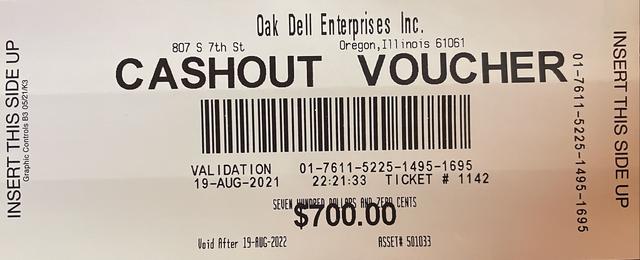 Oak Dell Enterprises Inc.
807 S 7th St Oregon,Illinois 61061
CASHOUT VOUCHER
VALIDATION 01-7611-5225-1495-1695
19-AUG-2021 22:21:33 TICKET # 1142
SEVEN HUNDRED DOLLARS AND ZERO CENTS
$700.00
Void After 19-AUG-2022 ASSET# 501033
INSERT THIS SIDE UP
Graphic Controls B3 05/21/K3
01-7611-5225-1495-1695
INSERT THIS SIDE UP